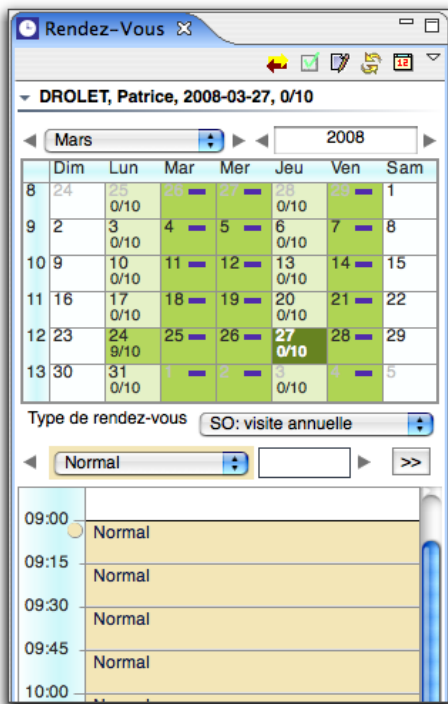 Rendez-Vous
12
DROLET, Patrice, 2008-03-27, 0/10
Mars 2008
Dim Lun Mar Mer Jeu Ven Sam
8 24 25 26 27 28 29 1
0/10 0/10
9 2 3 4 5 6 7 8
0/10 0/10
10 9 10 11 12 13 14 15
0/10 0/10
11 16 17 18 19 20 21 22
0/10 0/10
12 23 24 25 26 27 28 29
9/10 0/10
13 30 31 1 2 3 4 5
0/10 0/10
Type de rendez-vous SO: visite annuelle
Normal >>
09:00
Normal
09:15
Normal
09:30
Normal
09:45
Normal
10:00